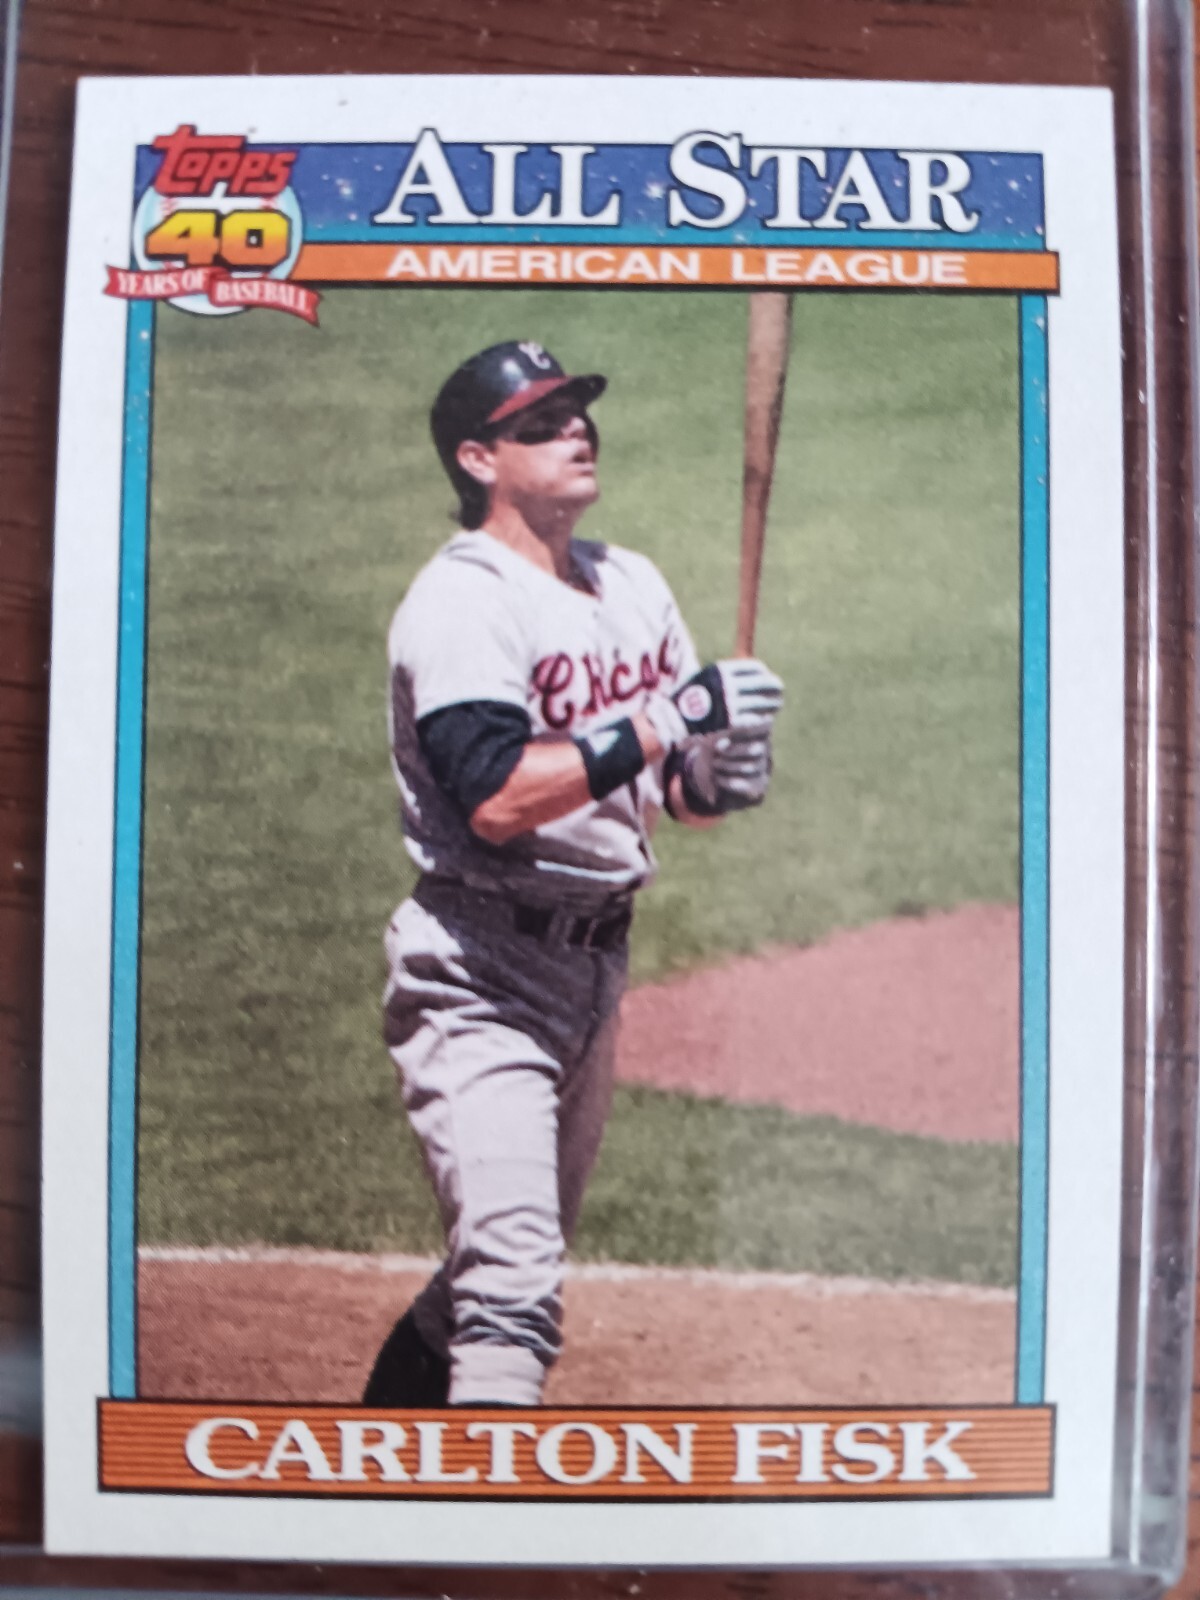 Topps
40
YEARS OF BASEBALL
ALL STAR
AMERICAN LEAGUE
CARLTON FISK